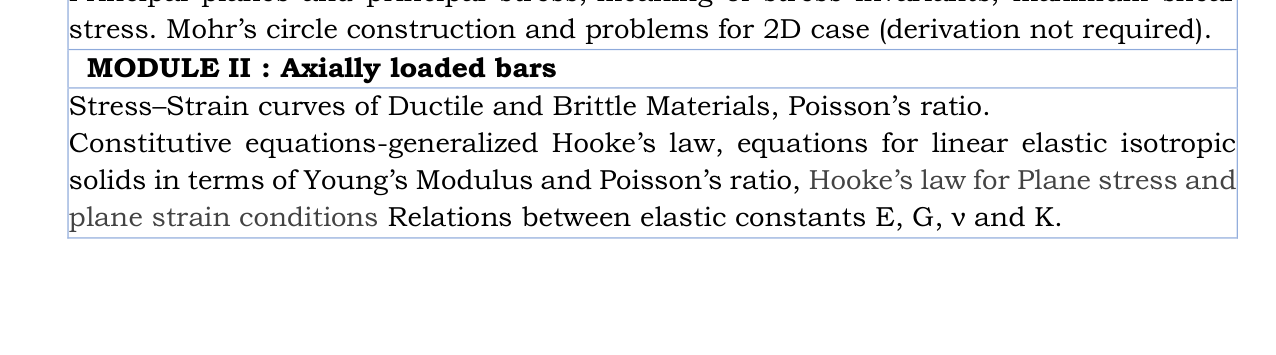 stress. Mohr’s circle construction and problems for 2D case (derivation not required).
MODULE II : Axially loaded bars
Stress–Strain curves of Ductile and Brittle Materials, Poisson’s ratio.
Constitutive equations-generalized Hooke’s law, equations for linear elastic isotropic
solids in terms of Young’s Modulus and Poisson’s ratio, Hooke’s law for Plane stress and
plane strain conditions Relations between elastic constants E, G, ν and K.